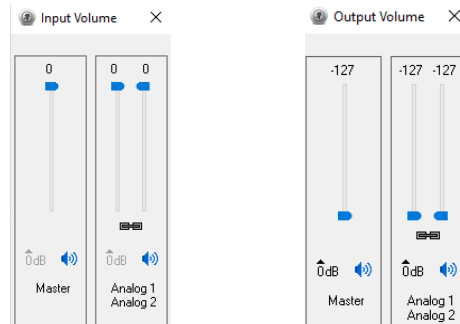 Input Volume
0
0 0
0dB
0dB
Master
Analog 1
Analog 2
Output Volume
-127
-127 -127
0dB
0dB
Master
Analog 1
Analog 2